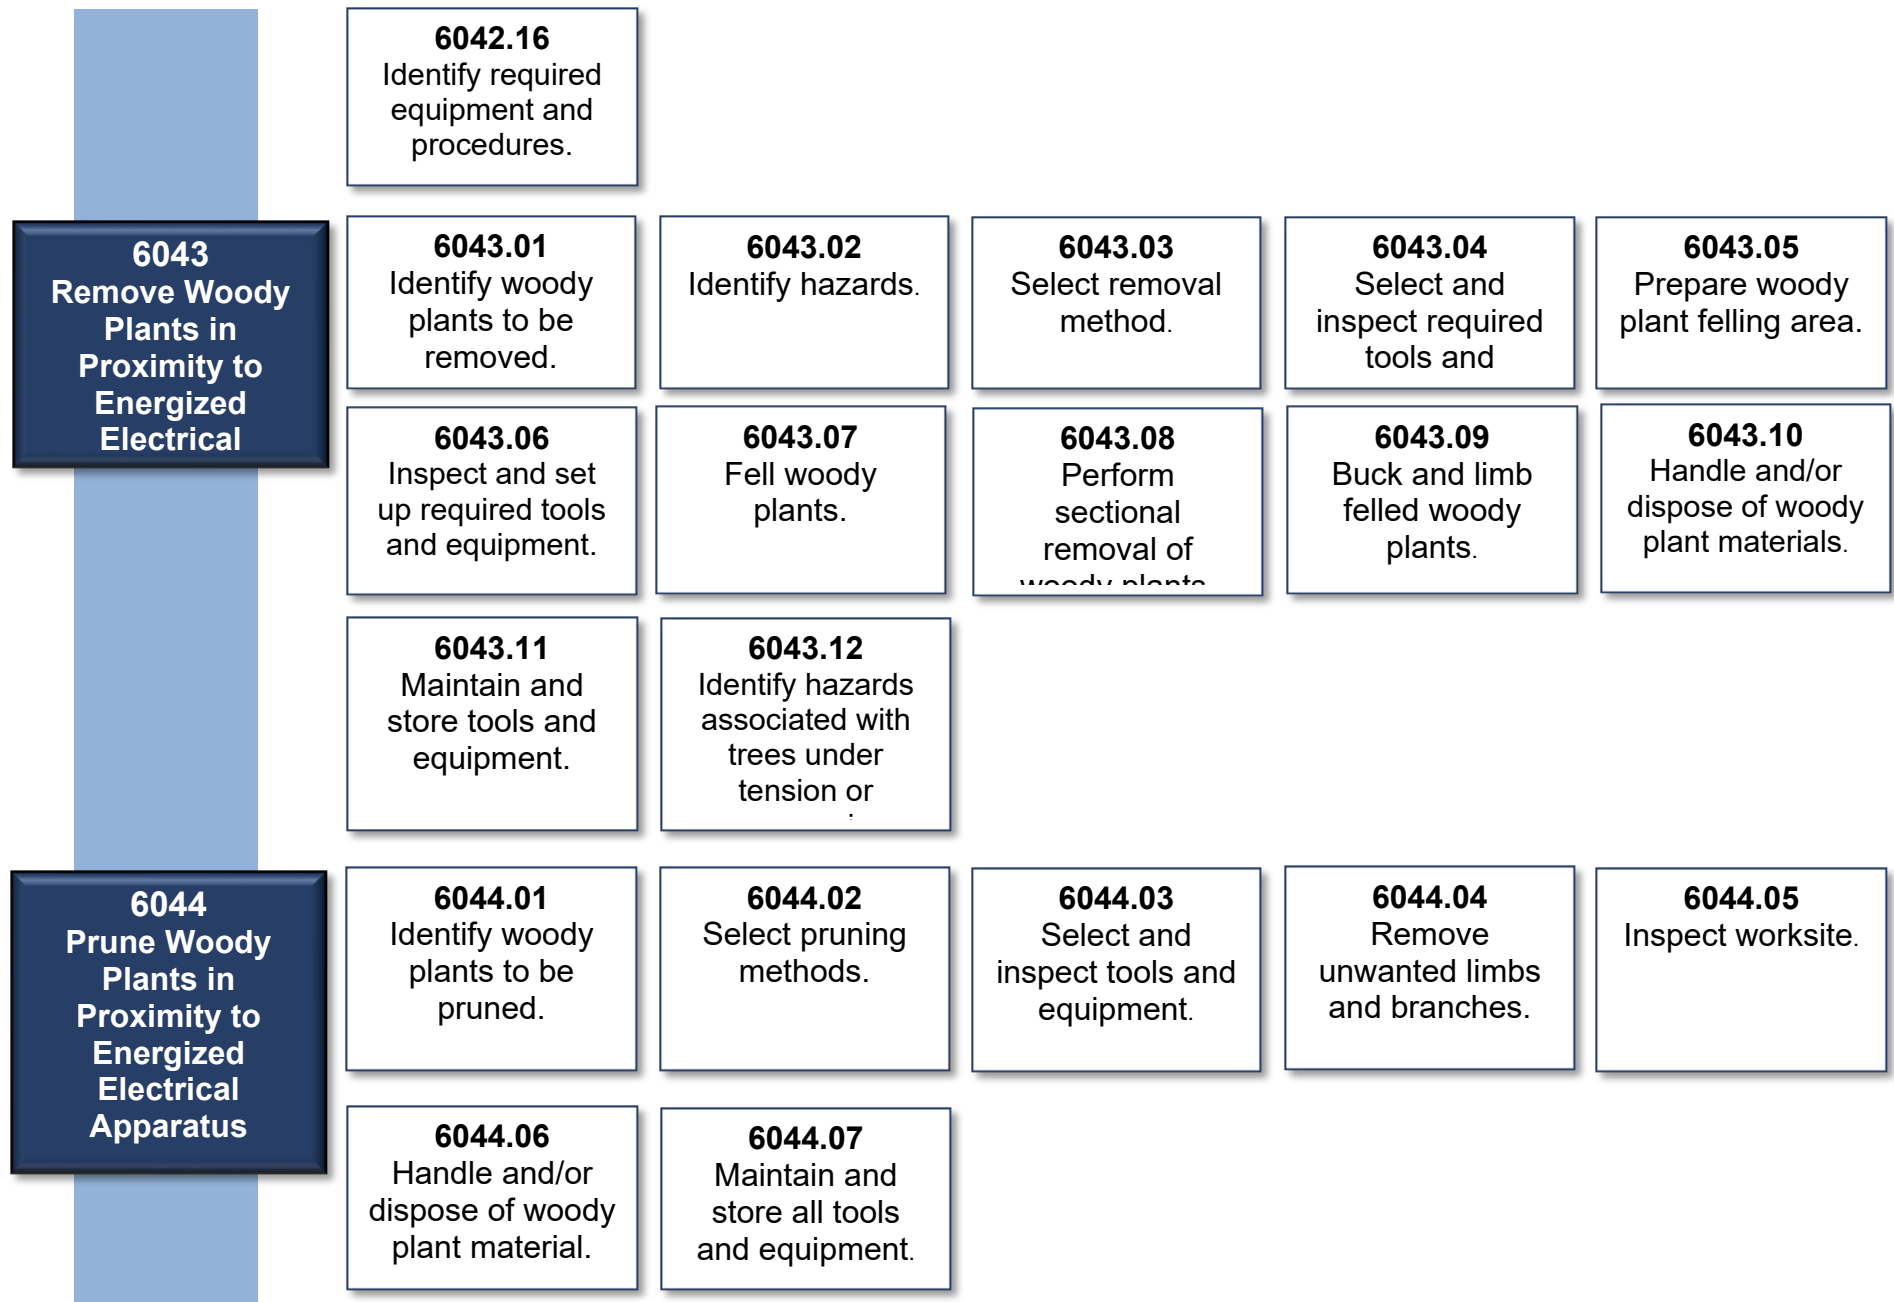 6042.16
Identify required
equipment and
procedures.
6043
Remove Woody
Plants in
Proximity to
Energized
Electrical
6043.01
Identify woody
plants to be
removed.
6043.02
Identify hazards.
6043.03
Select removal
method.
6043.04
Select and
inspect required
tools and
6043.05
Prepare woody
plant felling area.
6043.06
Inspect and set
up required tools
and equipment.
6043.07
Fell woody
plants.
6043.08
Perform
sectional
removal of
woody plants
6043.09
Buck and limb
felled woody
plants.
6043.10
Handle and/or
dispose of woody
plant materials.
6043.11
Maintain and
store tools and
equipment.
6043.12
Identify hazards
associated with
trees under
tension or
6044
Prune Woody
Plants in
Proximity to
Energized
Electrical
Apparatus
6044.01
Identify woody
plants to be
pruned.
6044.02
Select pruning
methods.
6044.03
Select and
inspect tools and
equipment.
6044.04
Remove
unwanted limbs
and branches.
6044.05
Inspect worksite.
6044.06
Handle and/or
dispose of woody
plant material.
6044.07
Maintain and
store all tools
and equipment.